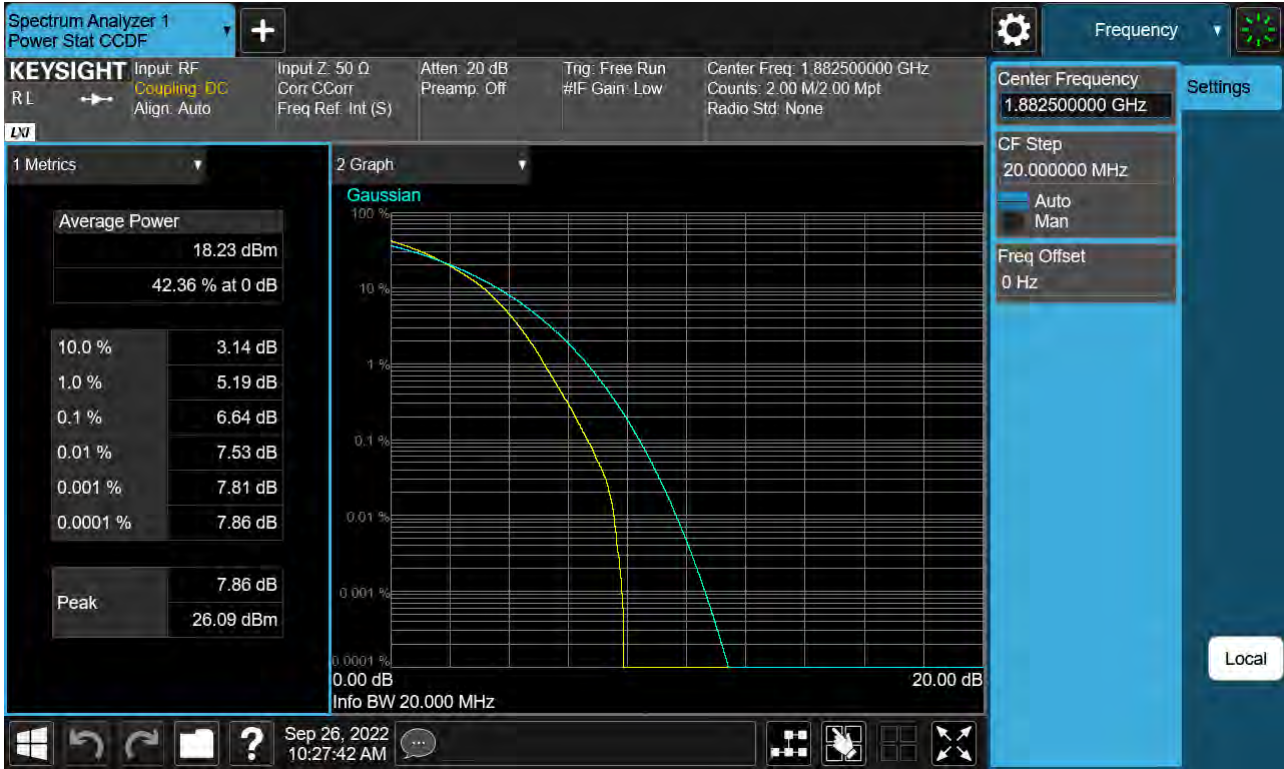 Spectrum Analyzer 1
Power Stat CCDF
Frequency
KEYSIGHT
R L
LXI
Input: RF
Coupling: DC
Align: Auto
Input Z: 50 Ω
Corr CCorr
Freq Ref: Int (S)
Atten: 20 dB
Preamp: Off
Trig: Free Run
#IF Gain: Low
Center Freq: 1.882500000 GHz
Counts: 2.00 M/2.00 Mpt
Radio Std: None
Center Frequency
1.882500000 GHz
Settings
CF Step
20.000000 MHz
Auto
Man
Freq Offset
0 Hz
Local
1 Metrics
Average Power
18.23 dBm
42.36 % at 0 dB
10.0 % 3.14 dB
1.0 % 5.19 dB
0.1 % 6.64 dB
0.01 % 7.53 dB
0.001 % 7.81 dB
0.0001 % 7.86 dB
Peak
7.86 dB
26.09 dBm
2 Graph
Gaussian
100 %
10 %
1 %
0.1 %
0.01 %
0.001 %
0.0001 %
0.00 dB 20.00 dB
Info BW 20.000 MHz
?
Sep 26, 2022
10:27:42 AM